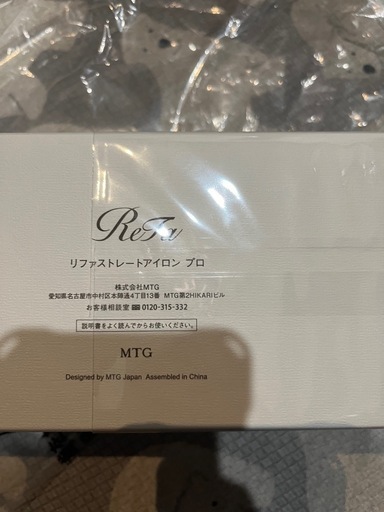 ReFa
リファストレートアイロン プロ
株式会社MTG
愛知県名古屋市中村区本陣通4丁目13番 MTG第2HIKARIビル
お客様相談室 0120-315-332
説明書をよく読んでからお使いください。
MTG
Designed by MTG Japan Assembled in China